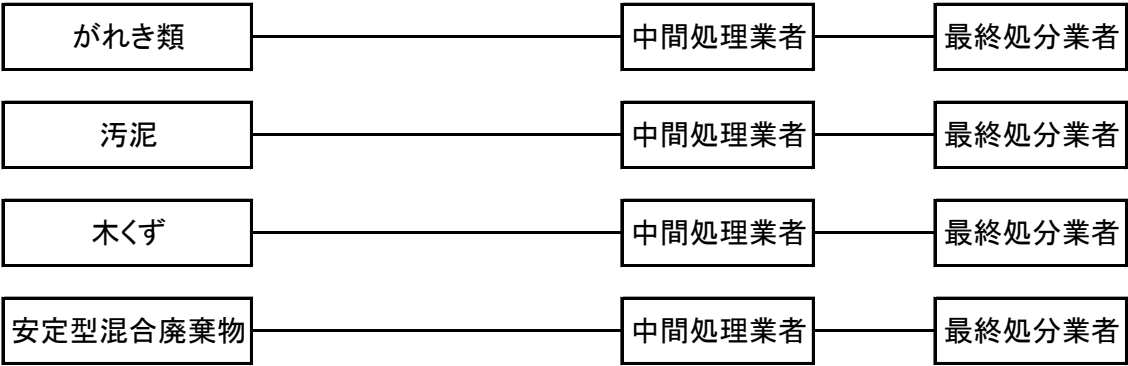 がれき類 中間処理業者 最終処分業者
汚泥 中間処理業者 最終処分業者
木くず 中間処理業者 最終処分業者
安定型混合廃棄物 中間処理業者 最終処分業者